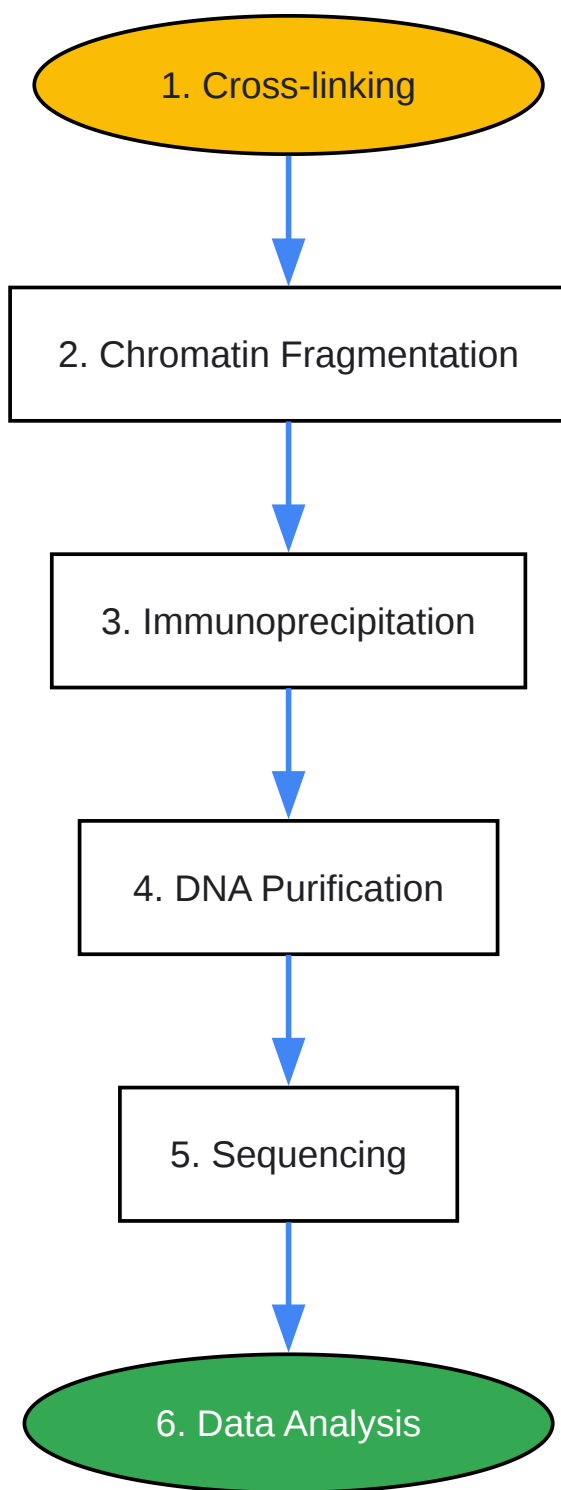 1. Cross-linking
2. Chromatin Fragmentation
3. Immunoprecipitation
4. DNA Purification
5. Sequencing
6. Data Analysis